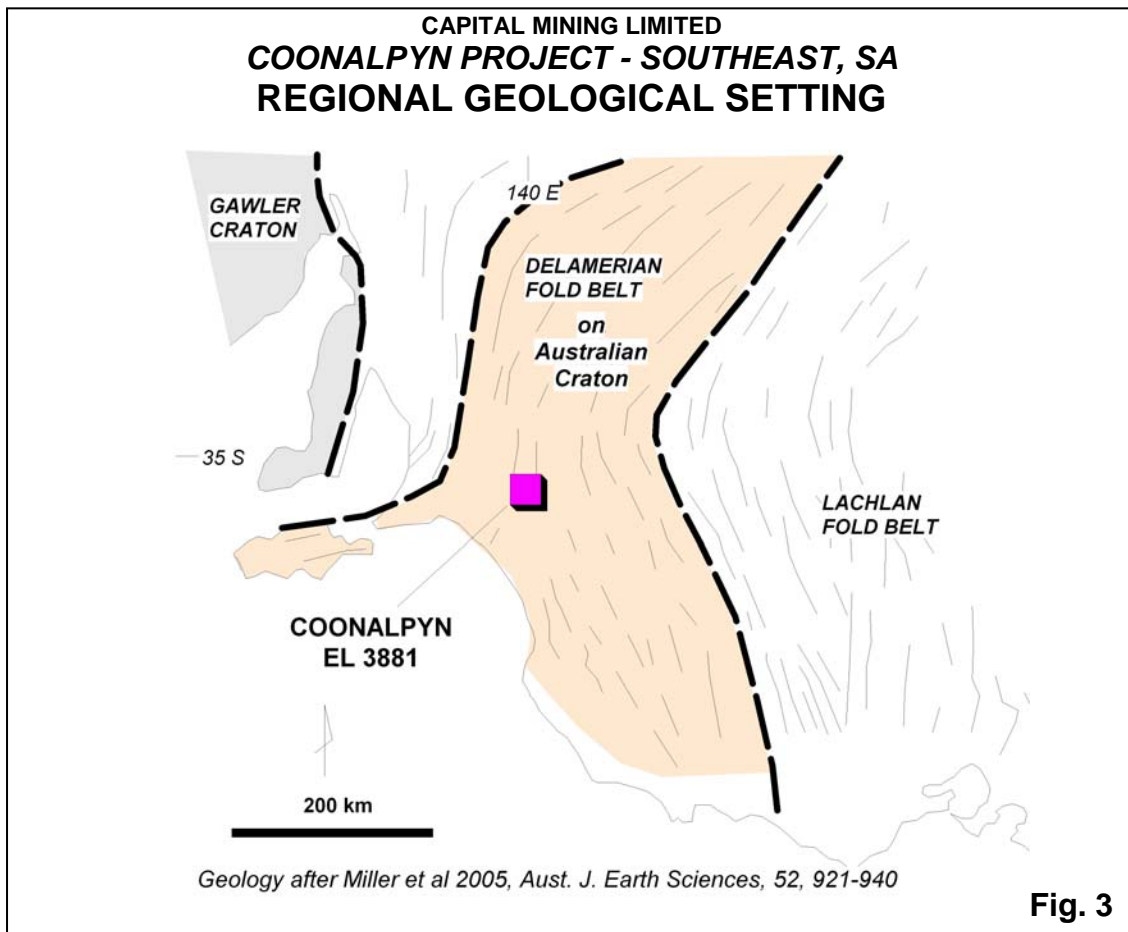 CAPITAL MINING LIMITED
COONALPYN PROJECT - SOUTHEAST, SA
REGIONAL GEOLOGICAL SETTING
140 E
GAWLER
CRATON
DELAMERIAN
FOLD BELT
on
Australian
Craton
35 S
LACHLAN
FOLD BELT
COONALPYN
EL 3881
200 km
Geology after Miller et al 2005, Aust. J. Earth Sciences, 52, 921-940
Fig. 3